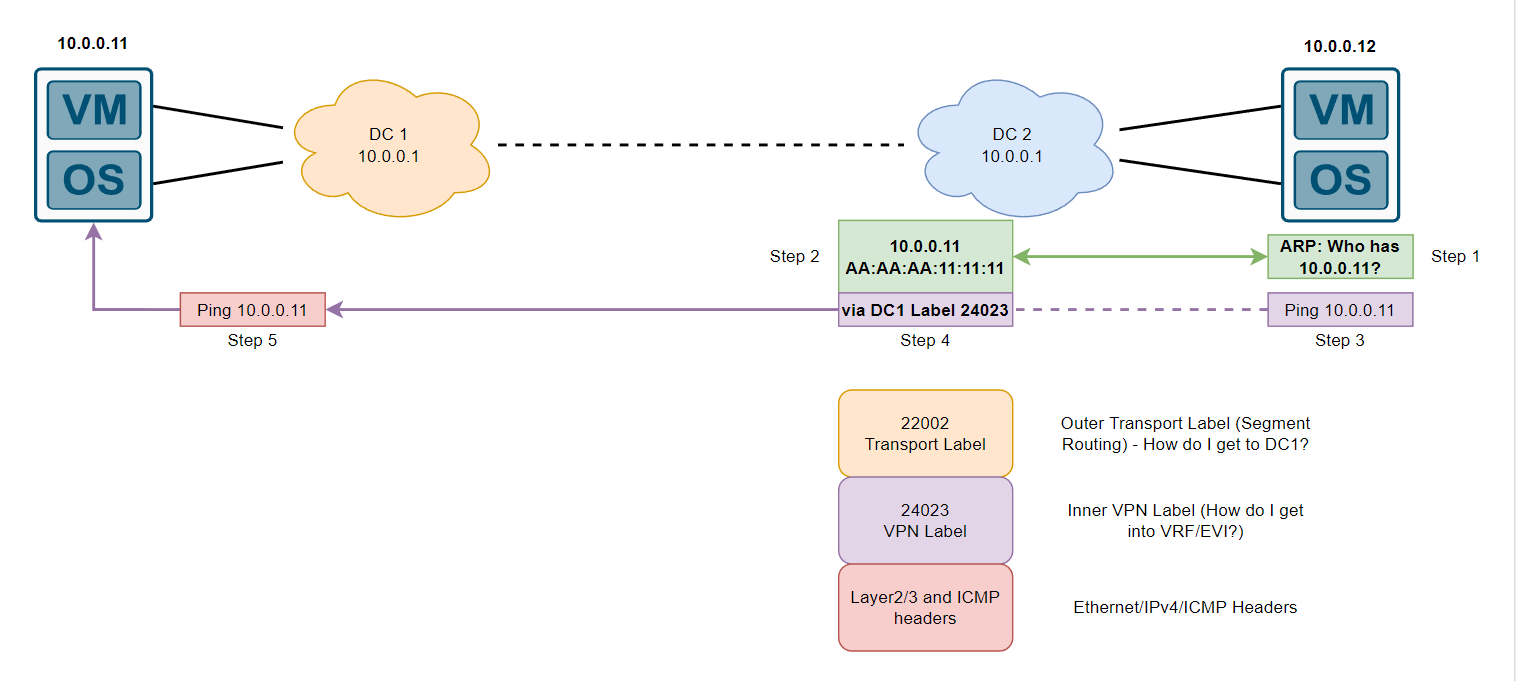 10.0.0.11
VM
OS
DC 1
10.0.0.1
DC 2
10.0.0.1
10.0.0.12
VM
OS
Step 2
10.0.0.11
AA:AA:AA:11:11:11
ARP: Who has
10.0.0.11?
Step 1
Ping 10.0.0.11
Step 5
via DC1 Label 24023
Step 4
Ping 10.0.0.11
Step 3
22002
Transport Label
Outer Transport Label (Segment
Routing) - How do I get to DC1?
24023
VPN Label
Inner VPN Label (How do I get
into VRF/EVI?)
Layer2/3 and ICMP
headers
Ethernet/IPv4/ICMP Headers